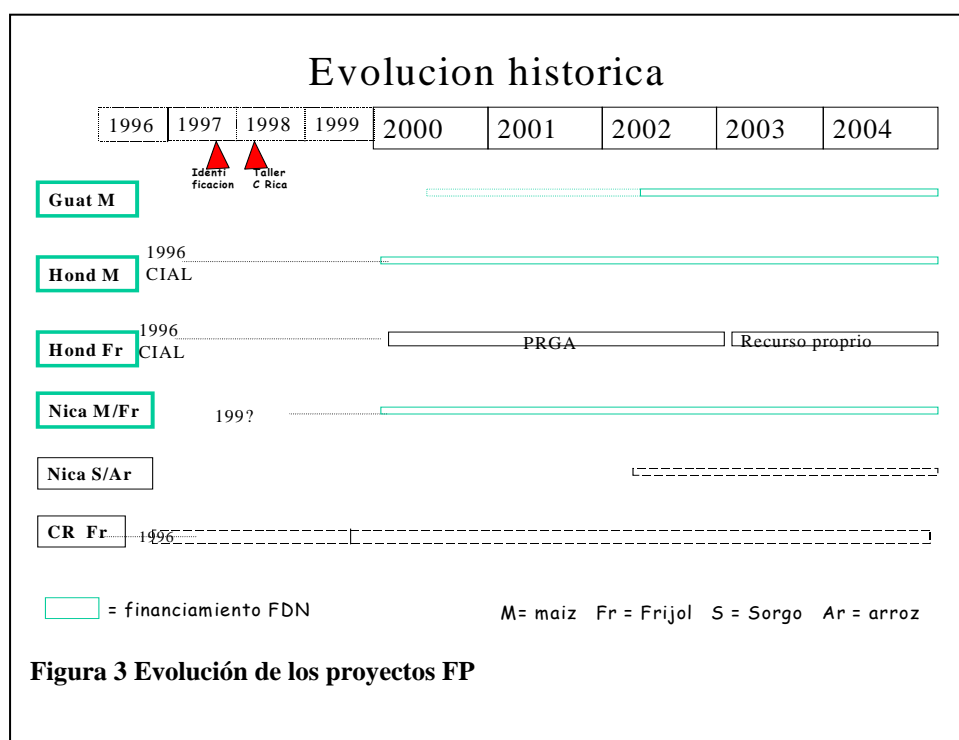 Evolucion historica
1996 1997 1998 1999 2000 2001 2002 2003 2004
Identi
ficacion
Taller
C Rica
Guat M
1996
CIAL
Hond M
1996
CIAL
Hond Fr
PRGA
Recurso proprio
Nica M/Fr
199?
Nica S/Ar
CR Fr
1996
= financiamiento FDN
M= maiz Fr = Frijol S = Sorgo Ar = arroz
Figura 3 Evolución de los proyectos FP